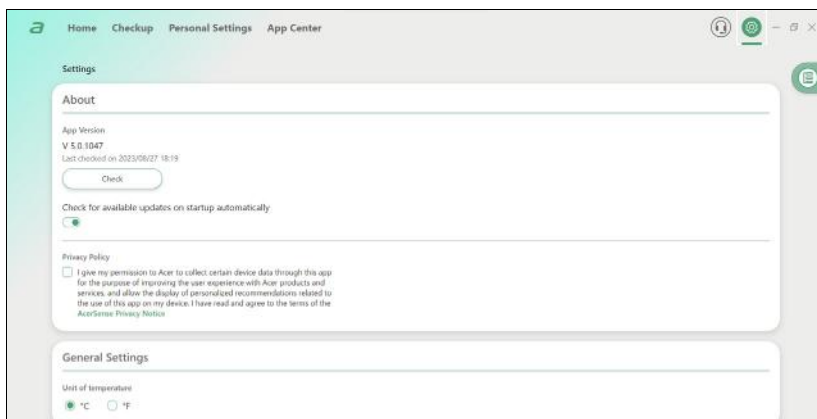 a Home Checkup Personal Settings App Center
Settings
About
App Version
V 5.0.1047
Last checked on 2023/08/27 18:19
Check
Check for available updates on startup automatically
Privacy Policy
I give my permission to Acer to collect certain device data through this app
for the purpose of improving the user experience with Acer products and
services, and allow the display of personalized recommendations related to
the use of this app on my device. I have read and agree to the terms of the
AcerSense Privacy Notice
General Settings
Unit of temperature
°C °F